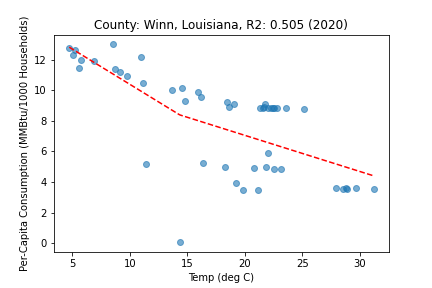 County: Winn, Louisiana, R2: 0.505 (2020)
Per-Capita Consumption (MMBtu/1000 Households)
12
10
8
6
4
2
0
5 10 15 20 25 30
Temp (deg C)